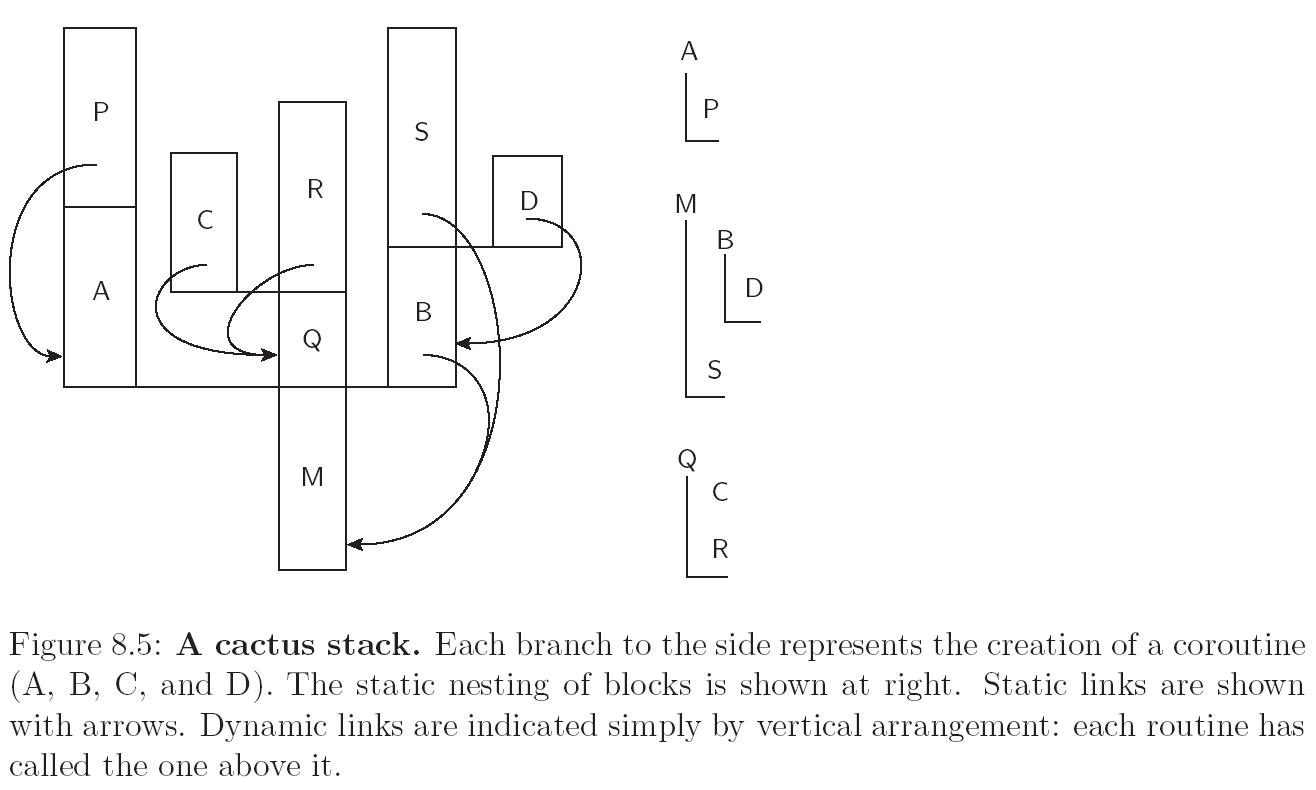 P
A
C
R
Q
M
S
B
D
A
P
M
B
D
S
Q
C
R
Figure 8.5: A cactus stack. Each branch to the side represents the creation of a coroutine
(A, B, C, and D). The static nesting of blocks is shown at right. Static links are shown
with arrows. Dynamic links are indicated simply by vertical arrangement: each routine has
called the one above it.